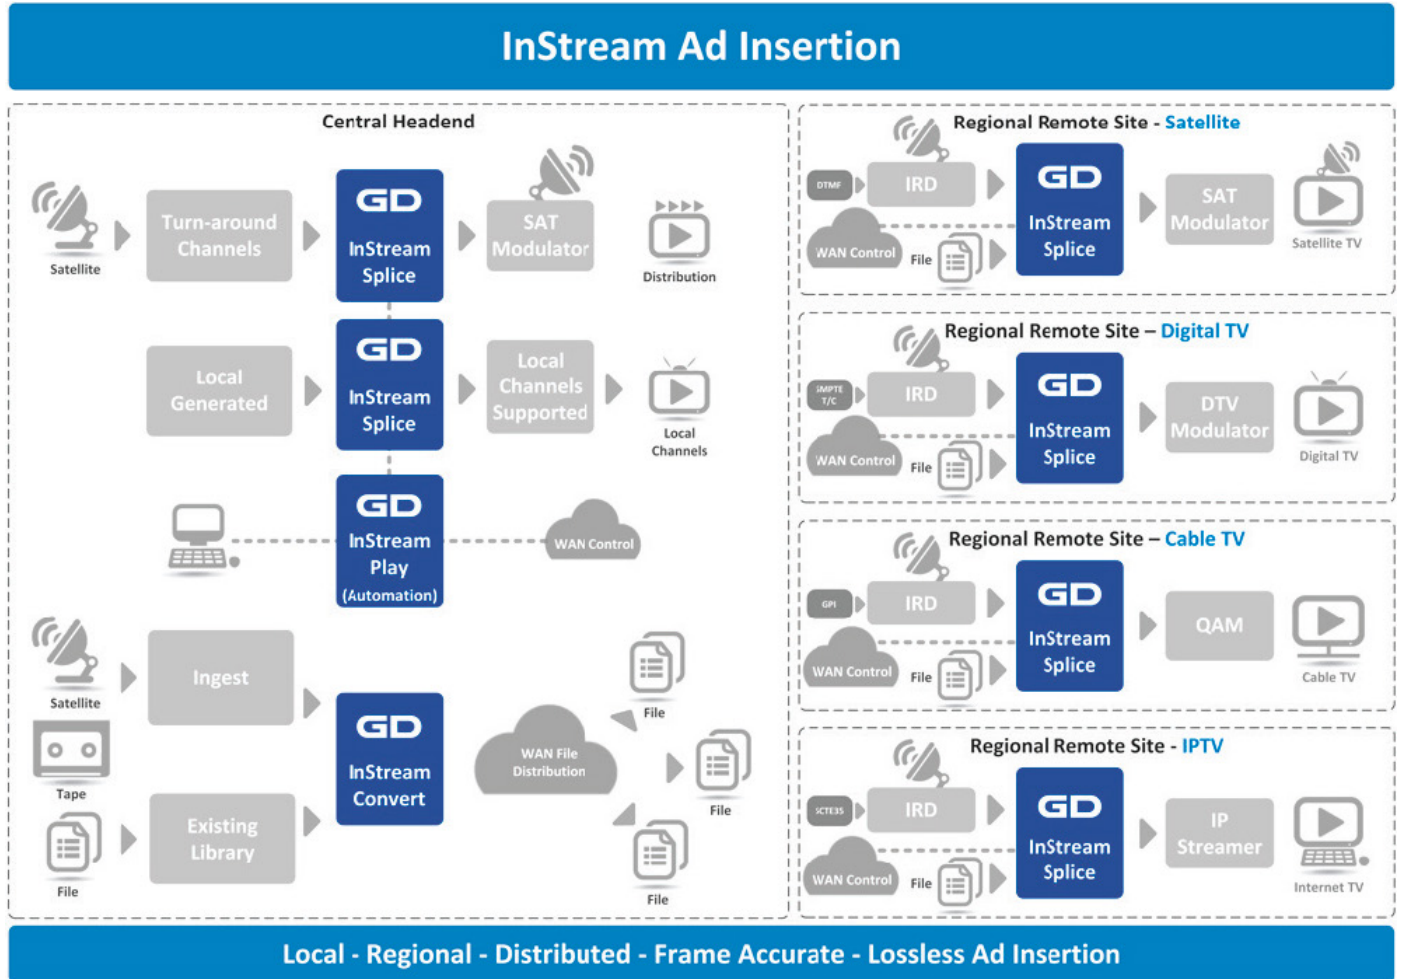 InStream Ad Insertion
Central Headend
Satellite
Turn-around
Channels
GD
InStream
Splice
SAT
Modulator
Distribution
Local
Generated
GD
InStream
Splice
Local
Channels
Supported
Local
Channels
GD
InStream
Play
(Automation)
WAN Control
Satellite
Ingest
Tape
File
Existing
Library
GD
InStream
Convert
WAN File
Distribution
File
File
File
Regional Remote Site - Satellite
DTMF
IRD
WAN Control
File
GD
InStream
Splice
SAT
Modulator
Satellite TV
Regional Remote Site – Digital TV
SMPTE
T/C
IRD
WAN Control
File
GD
InStream
Splice
DTV
Modulator
Digital TV
Regional Remote Site – Cable TV
GPI
IRD
WAN Control
File
GD
InStream
Splice
QAM
Cable TV
Regional Remote Site - IPTV
SCTE35
IRD
WAN Control
File
GD
InStream
Splice
IP
Streamer
Internet TV
Local - Regional - Distributed - Frame Accurate - Lossless Ad Insertion